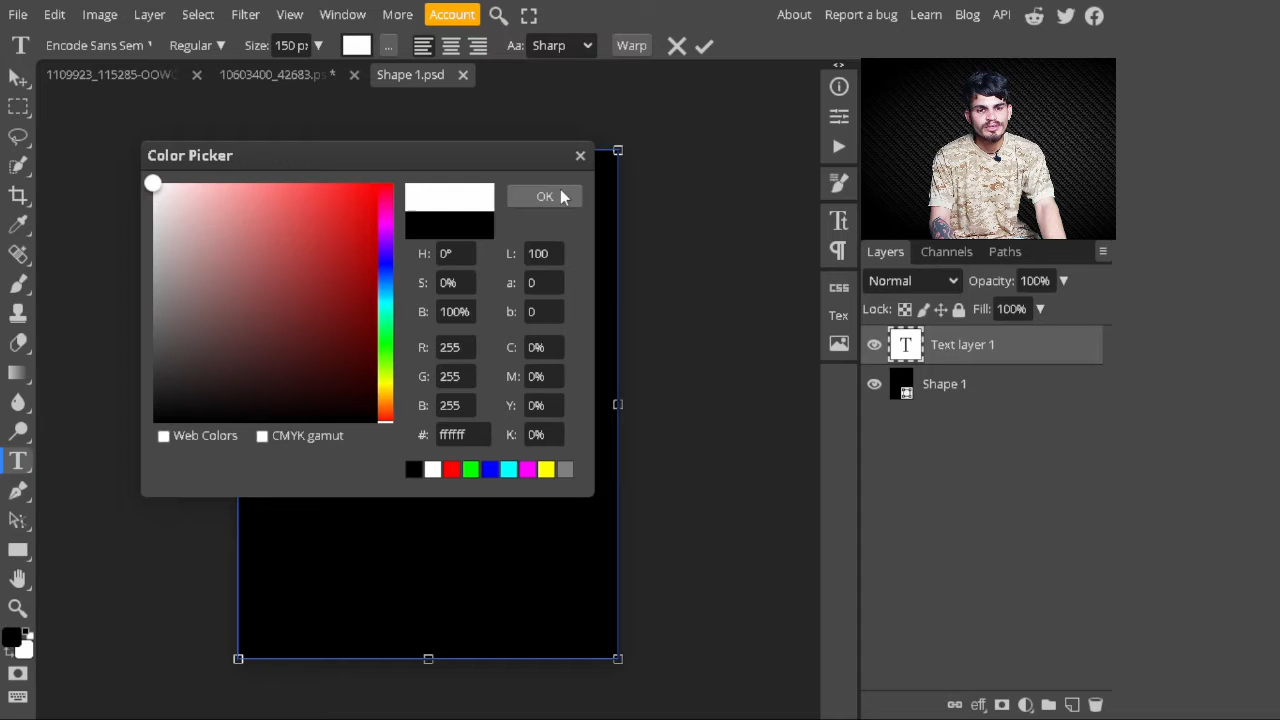 File Edit Image Layer Select Filter View Window More Account About Report a bug Learn Blog API
T Encode Sans Sem Regular Size: 150 px ... Aa: Sharp Warp
1109923_115285-OOWC 10603400_42683.ps * Shape 1.psd
Color Picker
OK
H: 0° L: 100
S: 0% a: 0
B: 100% b: 0
R: 255 C: 0%
G: 255 M: 0%
B: 255 Y: 0%
#: ffffff K: 0%
Web Colors CMYK gamut
CSS
Tex
Layers Channels Paths
Normal Opacity: 100%
Lock: Fill: 100%
T Text layer 1
Shape 1
eff